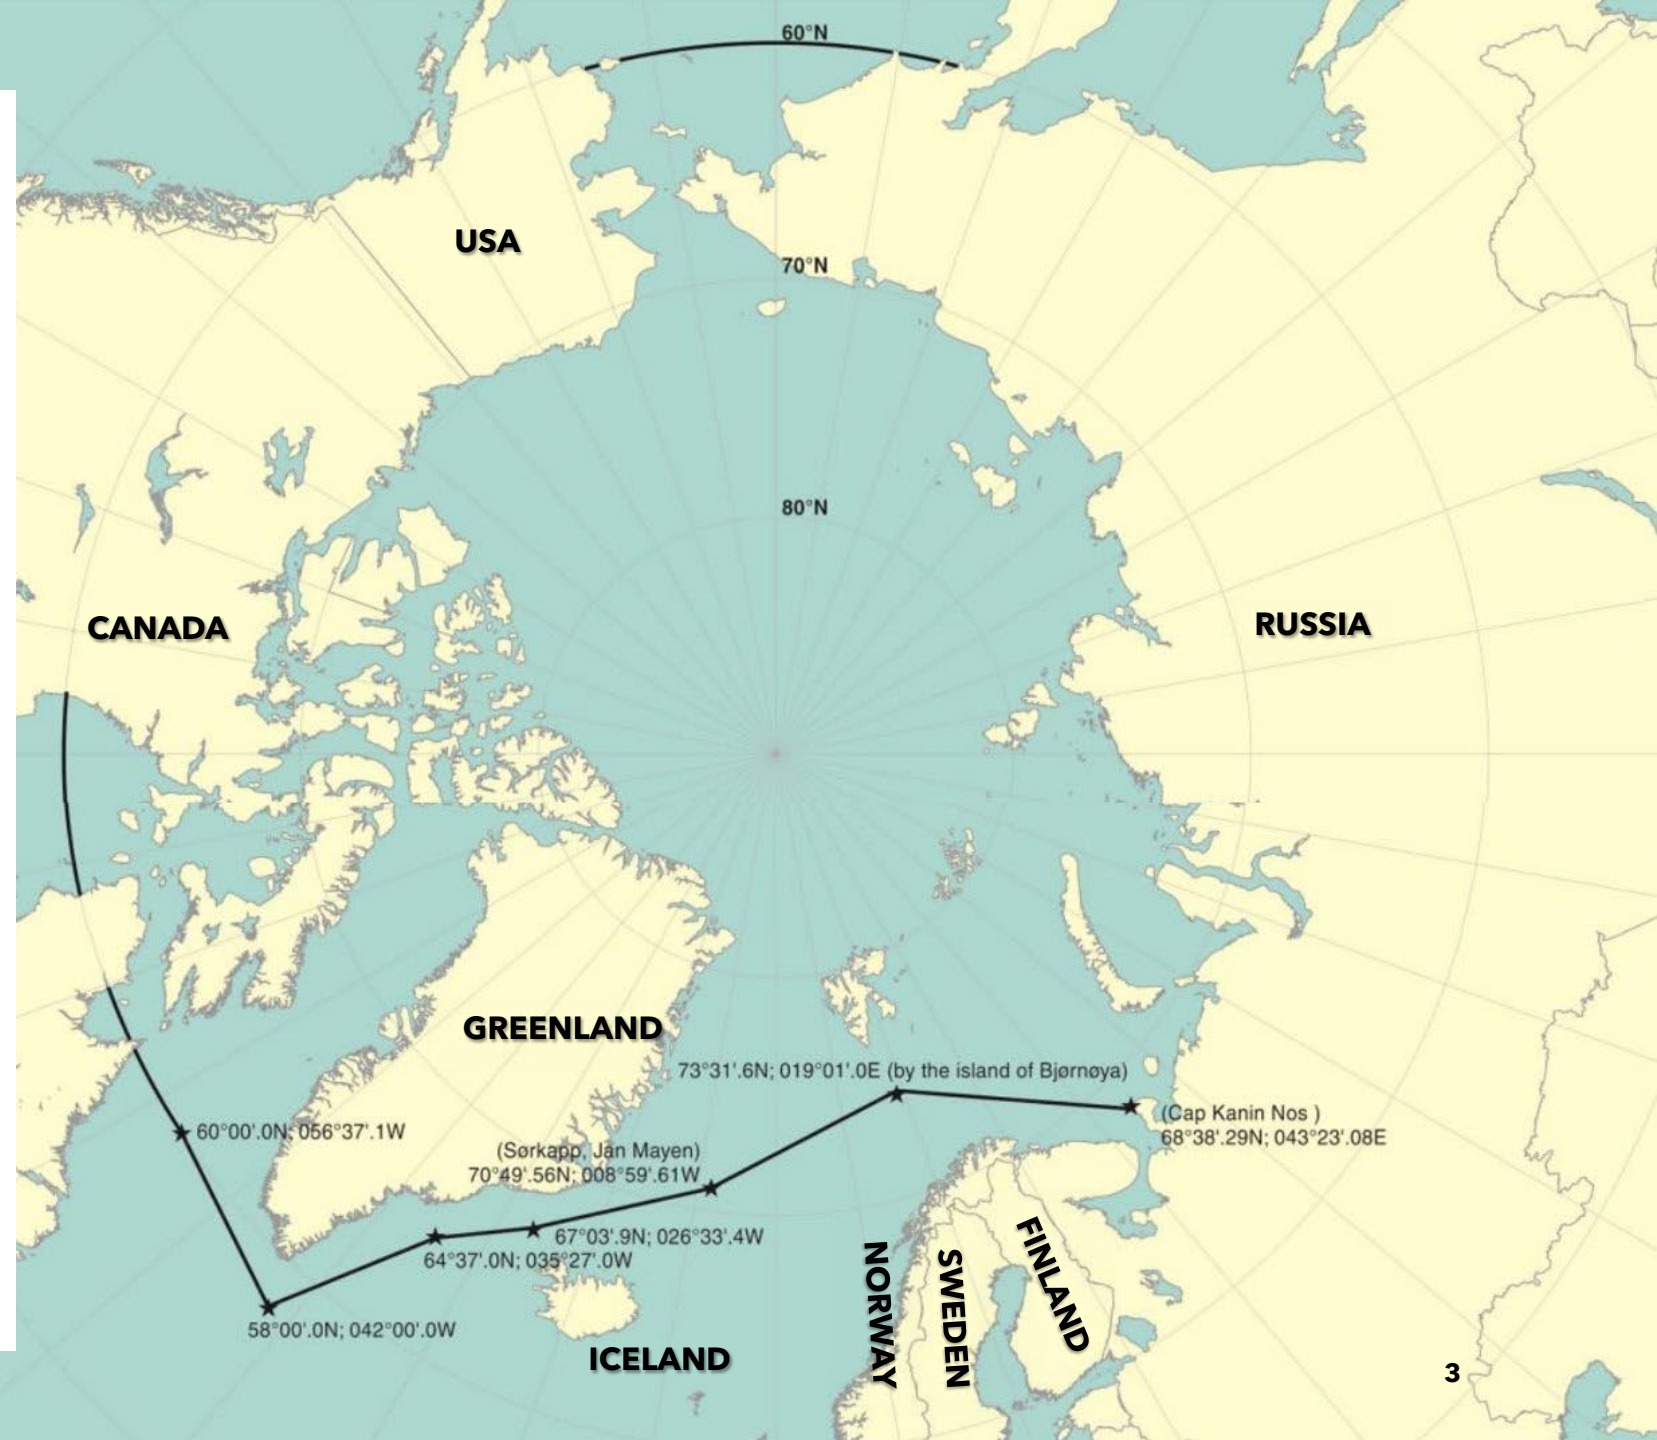 60°N
USA
70°N
80°N
CANADA
RUSSIA
GREENLAND
73°31'.6N; 019°01'.0E (by the island of Bjørnøya)
(Cap Kanin Nos )
68°38'.29N; 043°23'.08E
60°00'.0N; 056°37'.1W
(Sørkapp, Jan Mayen)
70°49'.56N; 008°59'.61W
67°03'.9N; 026°33'.4W
64°37'.0N; 035°27'.0W
58°00'.0N; 042°00'.0W
ICELAND
NORWAY
SWEDEN
FINLAND
3